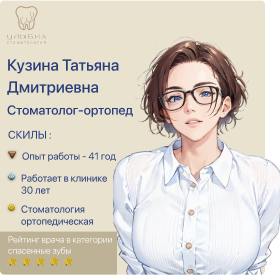 УЛЫБКА
СТОМАТОЛОГИЯ
Кузина Татьяна
Дмитриевна
Стоматолог-ортопед
СКИЛЫ :
Опыт работы - 41 год
Работает в клинике
30 лет
Стоматология
ортопедическая
Рейтинг врача в категории
спасенные зубы